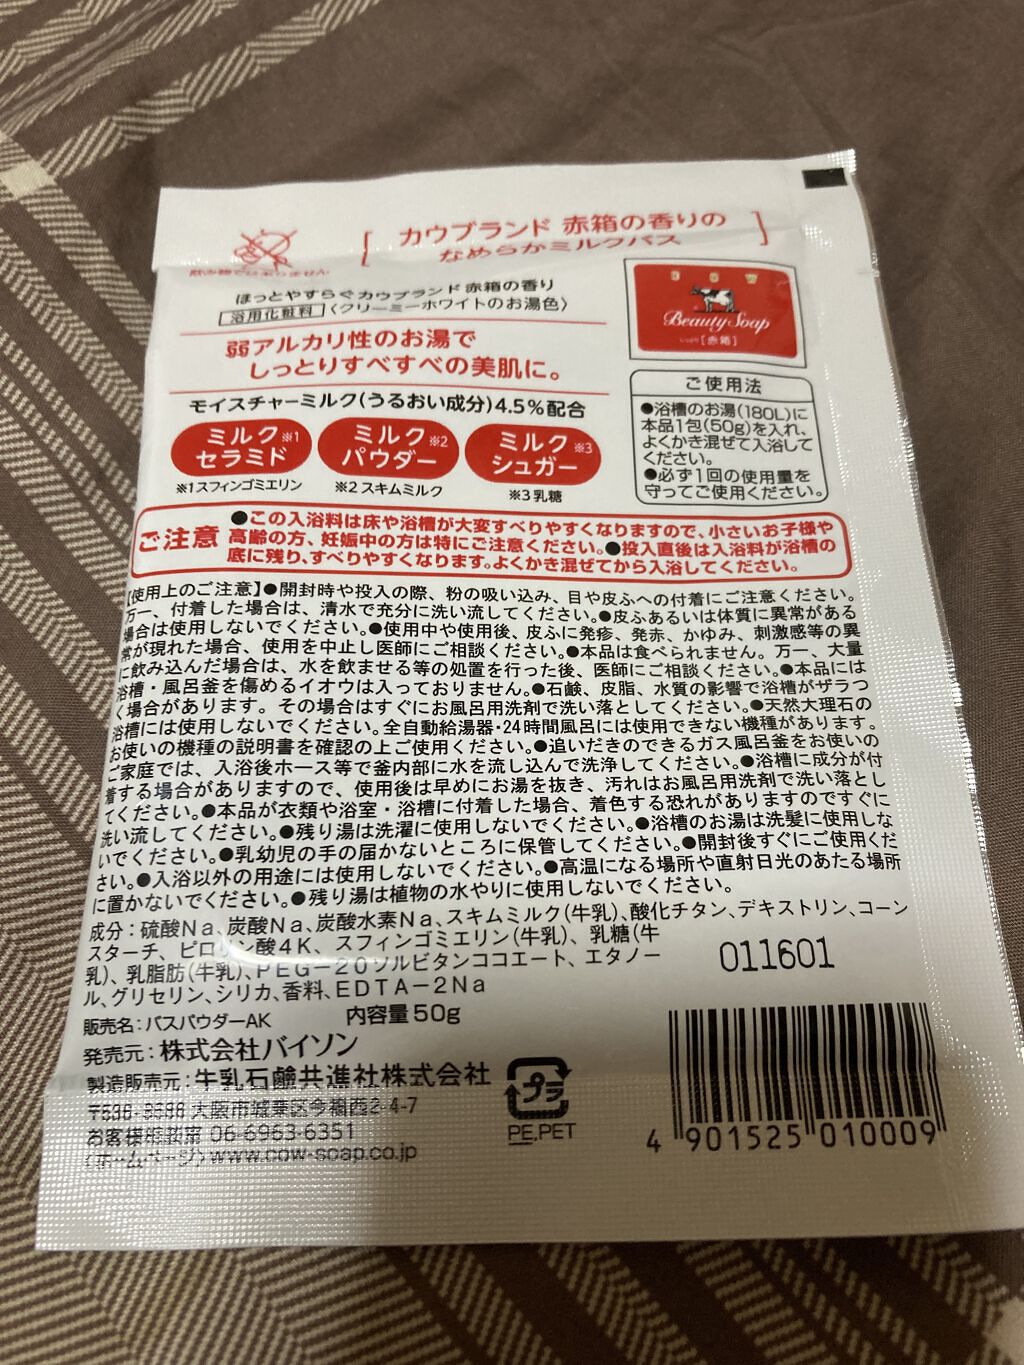 カウブランド 赤箱の香りの
なめらかミルクバス
飲み物ではありません
ほっとやすらぐカウブランド赤箱の香り
浴用化粧料〈クリーミーホワイトのお湯色〉
COW
Beauty Soap
しっとり[赤箱]
弱アルカリ性のお湯で
しっとりすべすべの美肌に。
モイスチャーミルク(うるおい成分)4.5%配合
ミルク※1
セラミド
ミルク※2
パウダー
ミルク※3
シュガー
※1スフィンゴミエリン
※2スキムミルク
※3乳糖
ご使用法
●浴槽のお湯(180L)に
本品1包(50g)を入れ、
よくかき混ぜて入浴して
ください。
●必ず1回の使用量を
守ってご使用ください。
ご注意
●この入浴料は床や浴槽が大変すべりやすくなりますので、小さいお子様や
高齢の方、妊娠中の方は特にご注意ください。●投入直後は入浴料が浴槽の
底に残り、すべりやすくなります。よくかき混ぜてから入浴してください。
【使用上のご注意】●開封時や投入の際、粉の吸い込み、目や皮ふへの付着にご注意ください。
万一、付着した場合は、清水で充分に洗い流してください。●皮ふあるいは体質に異常がある
場合は使用しないでください。●使用中や使用後、皮ふに発疹、発赤、かゆみ、刺激感等の異
常が現れた場合、使用を中止し医師にご相談ください。●本品は食べられません。万一、大量
に飲み込んだ場合は、水を飲ませる等の処置を行った後、医師にご相談ください。●本品には
浴槽・風呂釜を傷めるイオウは入っておりません。●石鹸、皮脂、水質の影響で浴槽がザラつ
く場合があります。その場合はすぐにお風呂用洗剤で洗い落としてください。●天然大理石の
浴槽には使用しないでください。全自動給湯器・24時間風呂には使用できない機種があります。
お使いの機種の説明書を確認の上ご使用ください。●追いだきのできるガス風呂釜をお使いの
ご家庭では、入浴後ホース等で釜内部に水を流し込んで洗浄してください。●浴槽に成分が付
着する場合がありますので、使用後は早めにお湯を抜き、汚れはお風呂用洗剤で洗い落とし
てください。●本品が衣類や浴室・浴槽に付着した場合、着色する恐れがありますのですぐに
洗い流してください。●残り湯は洗濯に使用しないでください。●浴槽のお湯は洗髪に使用しな
いでください。●乳幼児の手の届かないところに保管してください。●開封後すぐにご使用くだ
さい。●入浴以外の用途には使用しないでください。●高温になる場所や直射日光のあたる場所
に置かないでください。●残り湯は植物の水やりに使用しないでください。
成分：硫酸Na、炭酸Na、炭酸水素Na、スキムミルク(牛乳)、酸化チタン、デキストリン、コーン
スターチ、ピロリン酸4K、スフィンゴミエリン(牛乳)、乳糖(牛
乳)、乳脂肪(牛乳)、PEG−20ソルビタンココエート、エタノー
ル、グリセリン、シリカ、香料、EDTA−2Na
011601
販売名：バスパウダーAK 内容量50g
発売元：株式会社バイソン
製造販売元：牛乳石鹸共進社株式会社
〒536-8686 大阪市城東区今福西2-4-7
お客様相談室 06-6963-6351
〈ホームページ〉www.cow-soap.co.jp
プラ
PE,PET
4 901525 010009